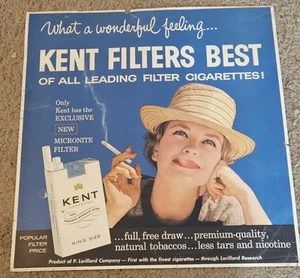 What a wonderful feeling...
KENT FILTERS BEST
OF ALL LEADING FILTER CIGARETTES!
Only
Kent has the
EXCLUSIVE
NEW
MICRONITE
FILTER
KENT
KING SIZE
POPULAR
FILTER
PRICE
...full, free draw...premium-quality,
natural tobaccos...less tars and nicotine
Product of P. Lorillard Company – First with the finest cigarettes – through Lorillard Research